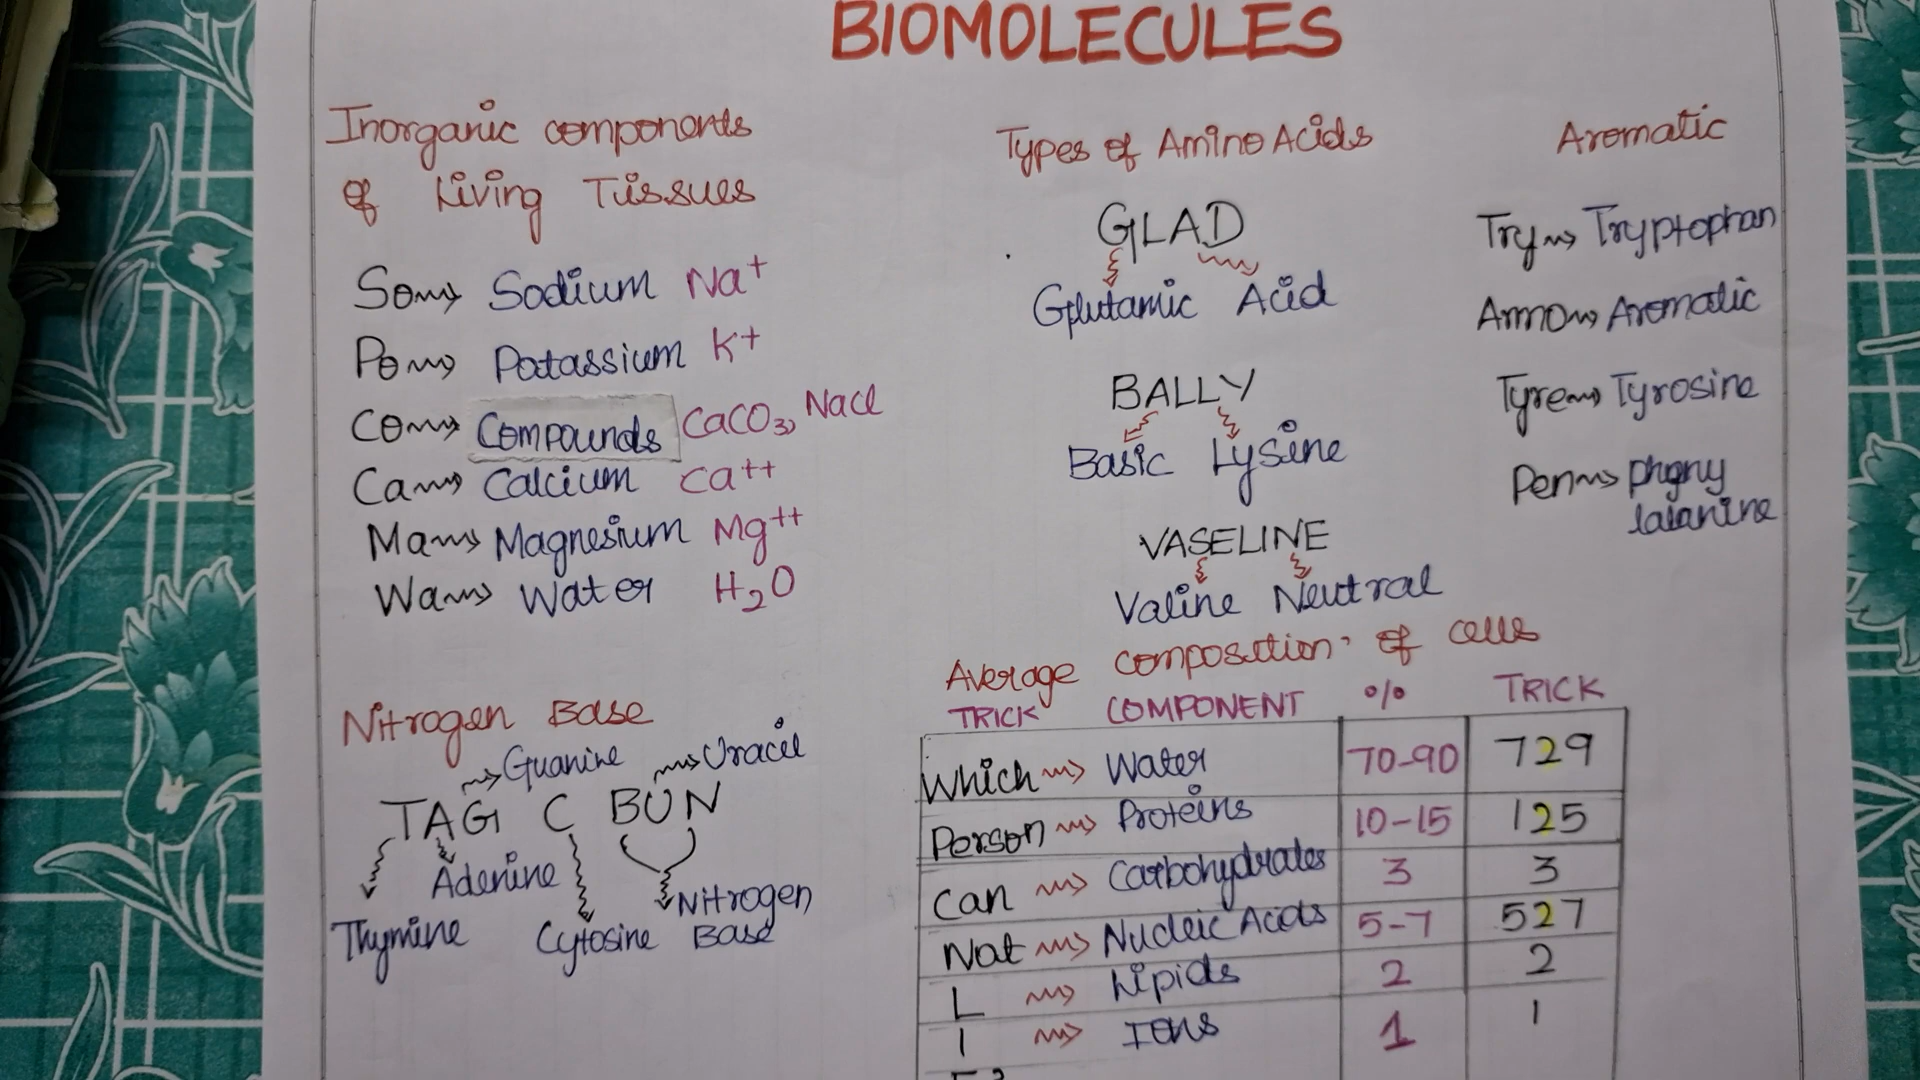 BIOMOLECULES
Inorganic components
of Living Tissues
So Sodium Na+
Po Potassium K+
Co Compounds CaCO3, NaCl
Ca Calcium Ca++
Ma Magnesium Mg++
Wa Water H2O
Nitrogen Base
Guanine Uracil
TAG C BUN
Adenine Nitrogen
Thymine Cytosine Base
Types of Amino Acids
GLAD
Glutamic Acid
BALLY
Basic Lysine
VASELINE
Valine Neutral
Aromatic
Try Tryptophan
Aromatic
Tyre Tyrosine
Pen
lalanine
Average composition of cells
TRICK COMPONENT % TRICK
Which Water 70-90 729
Person Proteins 10-15 125
Can Carbohydrates 3 3
Not Nucleic Acids 5-7 527
L Lipids 2 2
I Ions 1 1